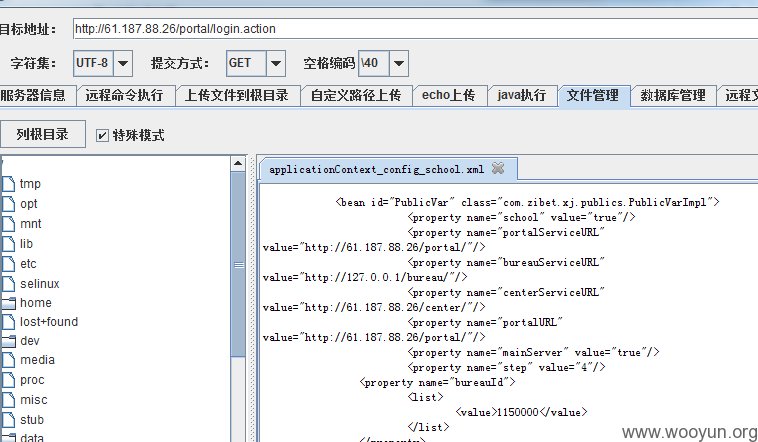 目标地址: http://61.187.88.26/portal/login.action
字符集: UTF-8 提交方式: GET 空格编码 \40
服务器信息 远程命令执行 上传文件到根目录 自定义路径上传 echo上传 java执行 文件管理 数据库管理 远程文
列根目录 特殊模式
applicationContext_config_school.xml
/
tmp
opt
mnt
lib
etc
selinux
home
lost+found
dev
media
proc
misc
stub
data
<bean id="PublicVar" class="com.zibet.xj.publics.PublicVarImpl">
<property name="school" value="true"/>
<property name="portalServiceURL"
value="http://61.187.88.26/portal/"/>
<property name="bureauServiceURL"
value="http://127.0.0.1/bureau/"/>
<property name="centerServiceURL"
value="http://61.187.88.26/center/"/>
<property name="portalURL"
value="http://61.187.88.26/portal/"/>
<property name="mainServer" value="true"/>
<property name="step" value="4"/>
<property name="bureauId">
<list>
<value>1150000</value>
</list>
</property>
www.wooyun.org